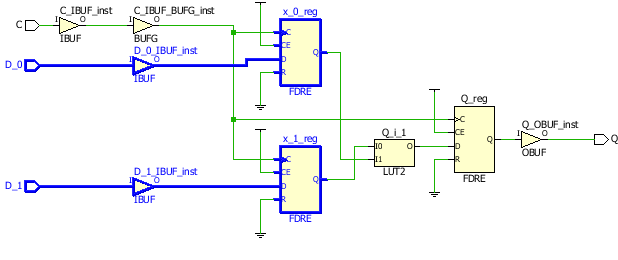 C_IBUF_inst
C_IBUF_BUFG_inst
x_0_reg
C
I
O
I
O
C
IBUF
BUFG
CE
Q
D_0_IBUF_inst
D_0
I
O
D
IBUF
R
FDRE
Q_reg
C
Q_OBUF_inst
x_1_reg
Q_i_1
CE
Q
I
O
Q
I0
O
D
OBUF
C
I1
R
D_1_IBUF_inst
CE
Q
LUT2
FDRE
D_1
I
O
D
IBUF
R
FDRE